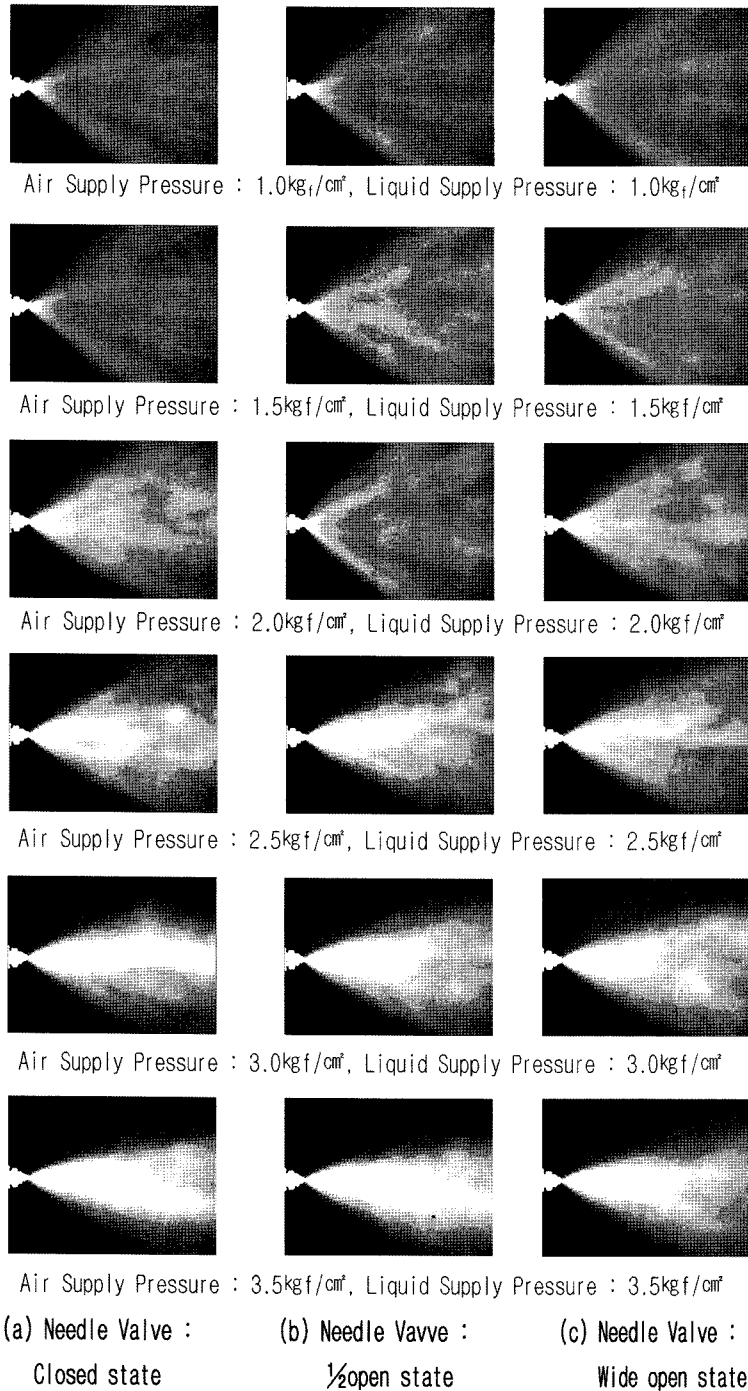 Air Supply Pressure : 1.0kgf/cm², Liquid Supply Pressure : 1.0kgf/cm²
Air Supply Pressure : 1.5kgf/cm², Liquid Supply Pressure : 1.5kgf/cm²
Air Supply Pressure : 2.0kgf/cm², Liquid Supply Pressure : 2.0kgf/cm²
Air Supply Pressure : 2.5kgf/cm², Liquid Supply Pressure : 2.5kgf/cm²
Air Supply Pressure : 3.0kgf/cm², Liquid Supply Pressure : 3.0kgf/cm²
Air Supply Pressure : 3.5kgf/cm², Liquid Supply Pressure : 3.5kgf/cm²
(a) Needle Valve : (b) Needle Vavve : (c) Needle Valve :
Closed state ½open state Wide open state